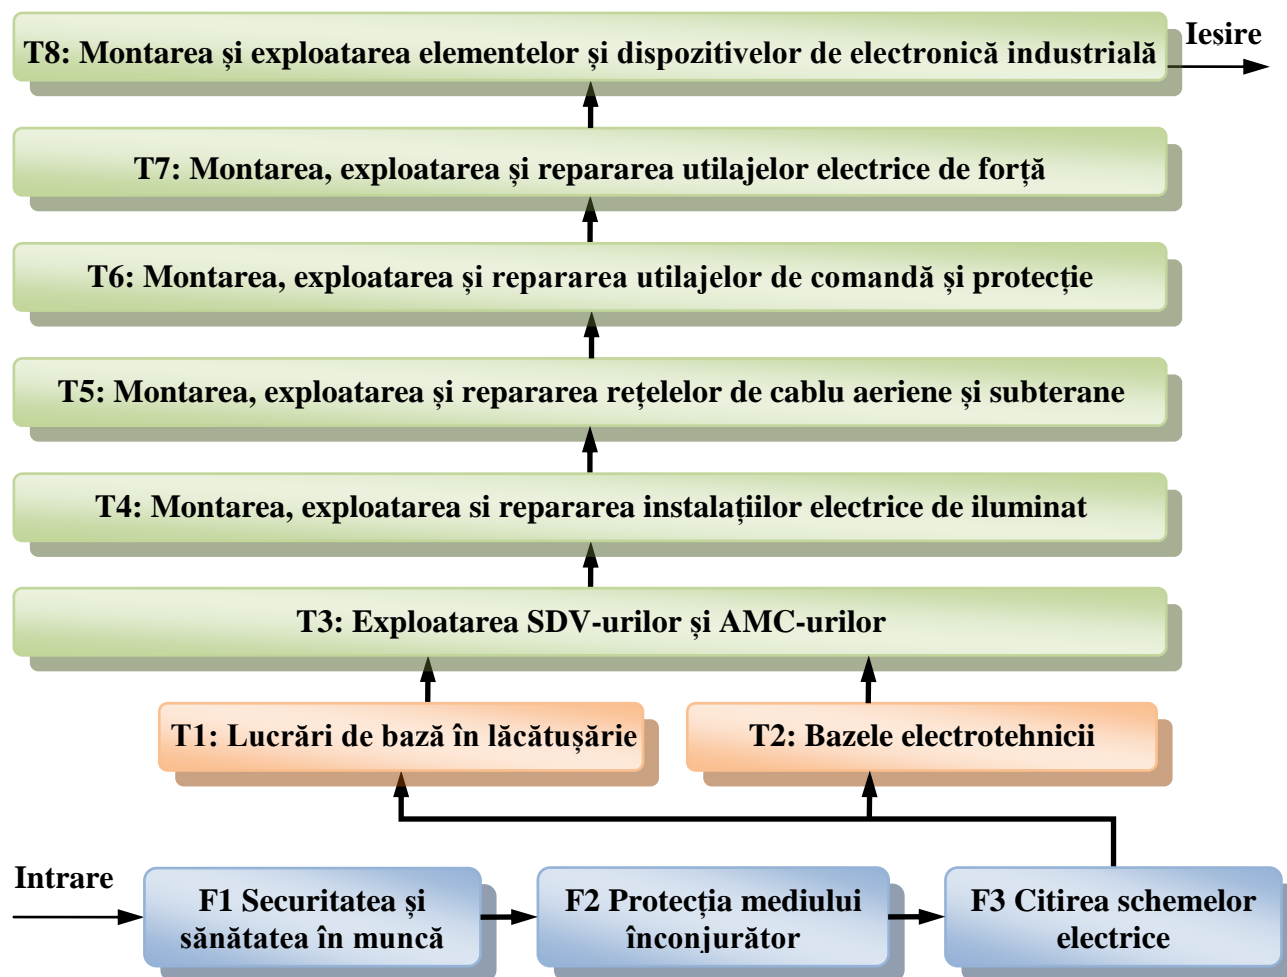 T8: Montarea și exploatarea elementelor și dispozitivelor de electronică industrială
Ieșire
T7: Montarea, exploatarea și repararea utilajelor electrice de forță
T6: Montarea, exploatarea și repararea utilajelor de comandă și protecție
T5: Montarea, exploatarea și repararea rețelelor de cablu aeriene și subterane
T4: Montarea, exploatarea si repararea instalațiilor electrice de iluminat
T3: Exploatarea SDV-urilor și AMC-urilor
T1: Lucrări de bază în lăcătușărie
T2: Bazele electrotehnicii
Intrare
F1 Securitatea și
sănătatea în muncă
F2 Protecția mediului
înconjurător
F3 Citirea schemelor
electrice